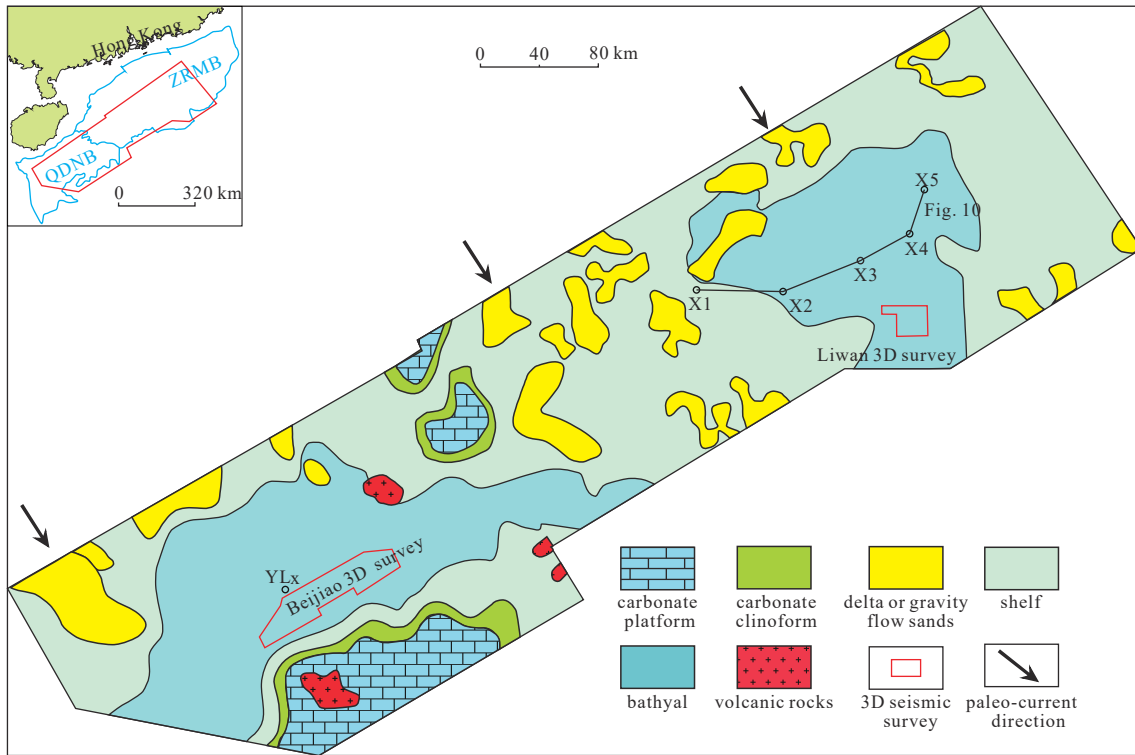 Hong Kong
ZRMB
QDNB
0 320 km
0 40 80 km
X5
Fig. 10
X4
X3
X1
X2
Liwan 3D survey
YLx
Beijiao 3D survey
carbonate
platform
carbonate
clinoform
delta or gravity
flow sands
shelf
bathyal
volcanic rocks
3D seismic
survey
paleo-current
direction